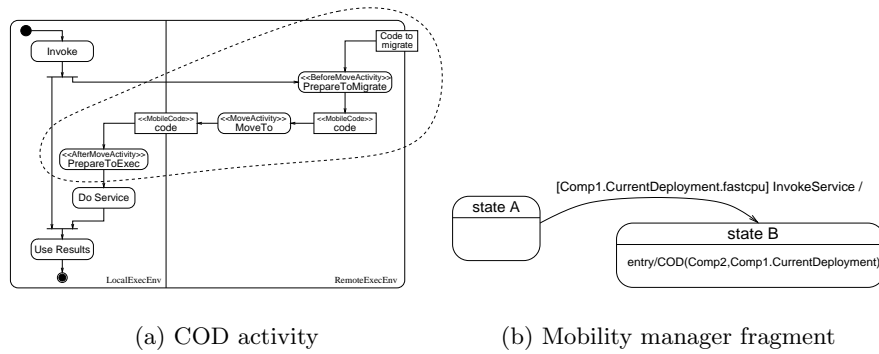 Code to
migrate
Invoke
<<BeforeMoveActivity>>
PrepareToMigrate
<<MobileCode>>
code
<<MoveActivity>>
MoveTo
<<MobileCode>>
code
<<AfterMoveActivity>>
PrepareToExec
Do Service
Use Results
LocalExecEnv
RemoteExecEnv
[Comp1.CurrentDeployment.fastcpu] InvokeService /
state A
state B
entry/COD(Comp2,Comp1.CurrentDeployment)
(a) COD activity
(b) Mobility manager fragment